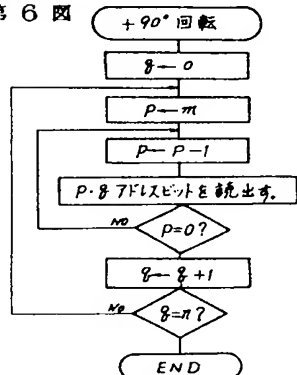 第6図
+90°回転
q←0
P←m
P←P-1
P・q アドレスビットを読出す。
P=0?
NO
q←q+1
q=n?
NO
END